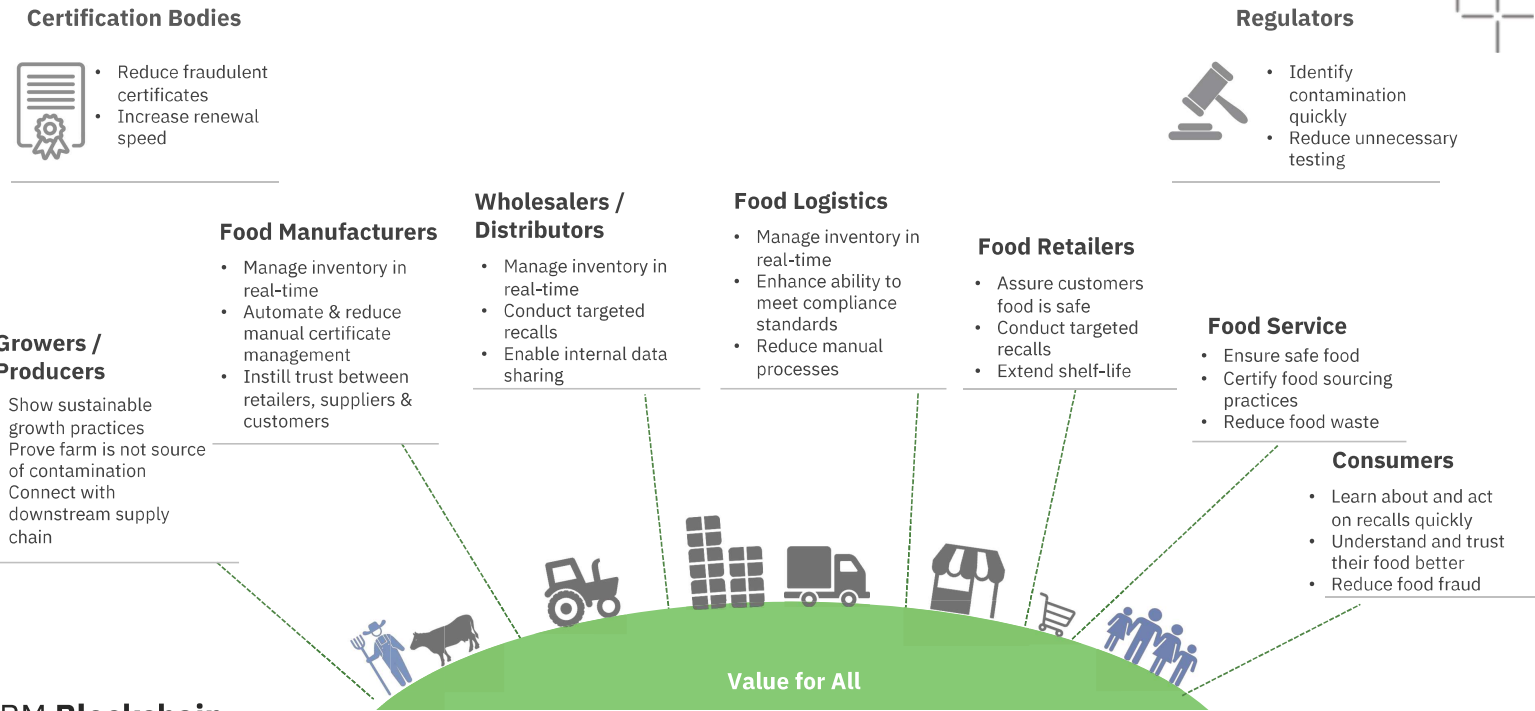 Certification Bodies
• Reduce fraudulent
certificates
• Increase renewal
speed
Regulators
• Identify
contamination
quickly
• Reduce unnecessary
testing
Growers /
Producers
Show sustainable
growth practices
Prove farm is not source
of contamination
Connect with
downstream supply
chain
Food Manufacturers
• Manage inventory in
real-time
• Automate & reduce
manual certificate
management
• Instill trust between
retailers, suppliers &
customers
Wholesalers /
Distributors
• Manage inventory in
real-time
• Conduct targeted
recalls
• Enable internal data
sharing
Food Logistics
• Manage inventory in
real-time
• Enhance ability to
meet compliance
standards
• Reduce manual
processes
Food Retailers
• Assure customers
food is safe
• Conduct targeted
recalls
• Extend shelf-life
Food Service
• Ensure safe food
• Certify food sourcing
practices
• Reduce food waste
Consumers
• Learn about and act
on recalls quickly
• Understand and trust
their food better
• Reduce food fraud
Value for All
BM Blockchain